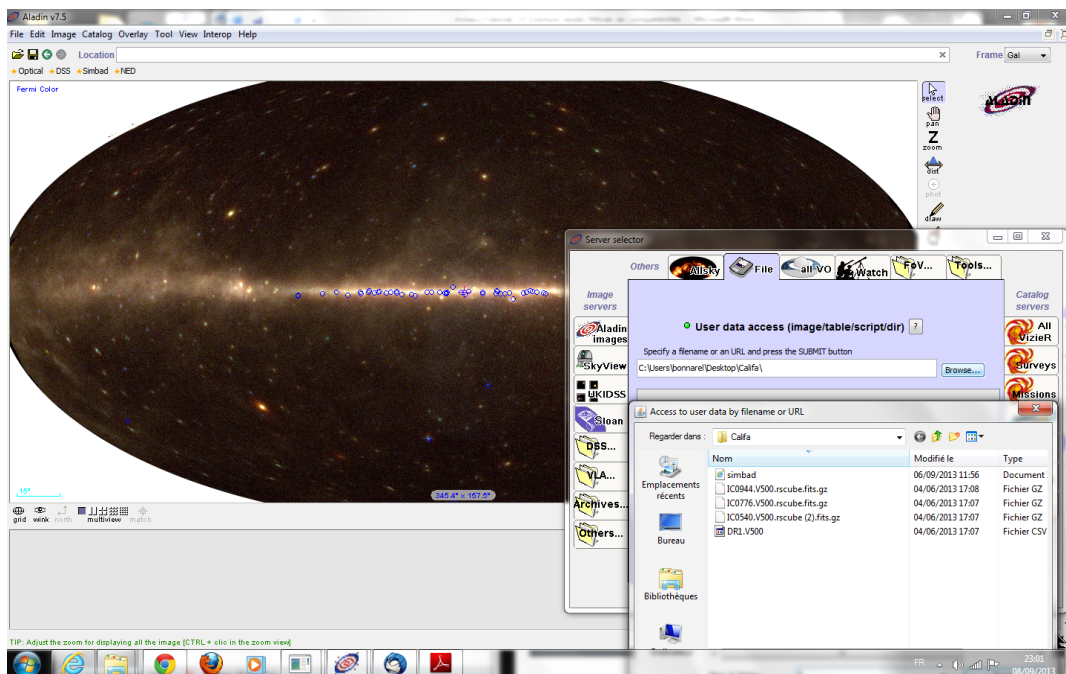 Aladin v7.5
File Edit Image Catalog Overlay Tool View Interop Help
Location
Frame Gal
Optical DSS Simbad NED
Fermi Color
ALADIN
select
pan
Z
zoom
dist
phot
draw
15°
345.4° × 157.5°
grid wink north multiview match
TIP: Adjust the zoom for displaying all the image [CTRL + olic in the zoom view]
Server selector
Others
Allsky
File
all-VO
Watch
FoV...
Tools...
Image servers
Aladin images
SkyView
UKIDSS
Sloan
DSS...
VLA...
Archives...
Others...
Catalog servers
All VizieR
Surveys
Missions
User data access (image/table/script/dir) ?
Specify a filename or an URL and press the SUBMIT button
C:\Users\bonnarel\Desktop\Califa\
Browse...
Access to user data by filename or URL
Regarder dans : Califa
Emplacements récents
Bureau
Bibliothèques
Nom Modifié le Type
simbad 06/09/2013 11:56 Document
IC0944.V500.rscube.fits.gz 04/06/2013 17:08 Fichier GZ
IC0776.V500.rscube.fits.gz 04/06/2013 17:07 Fichier GZ
IC0540.V500.rscube (2).fits.gz 04/06/2013 17:07 Fichier GZ
DR1.V500 04/06/2013 17:07 Fichier CSV
FR
23:01
08/09/2013